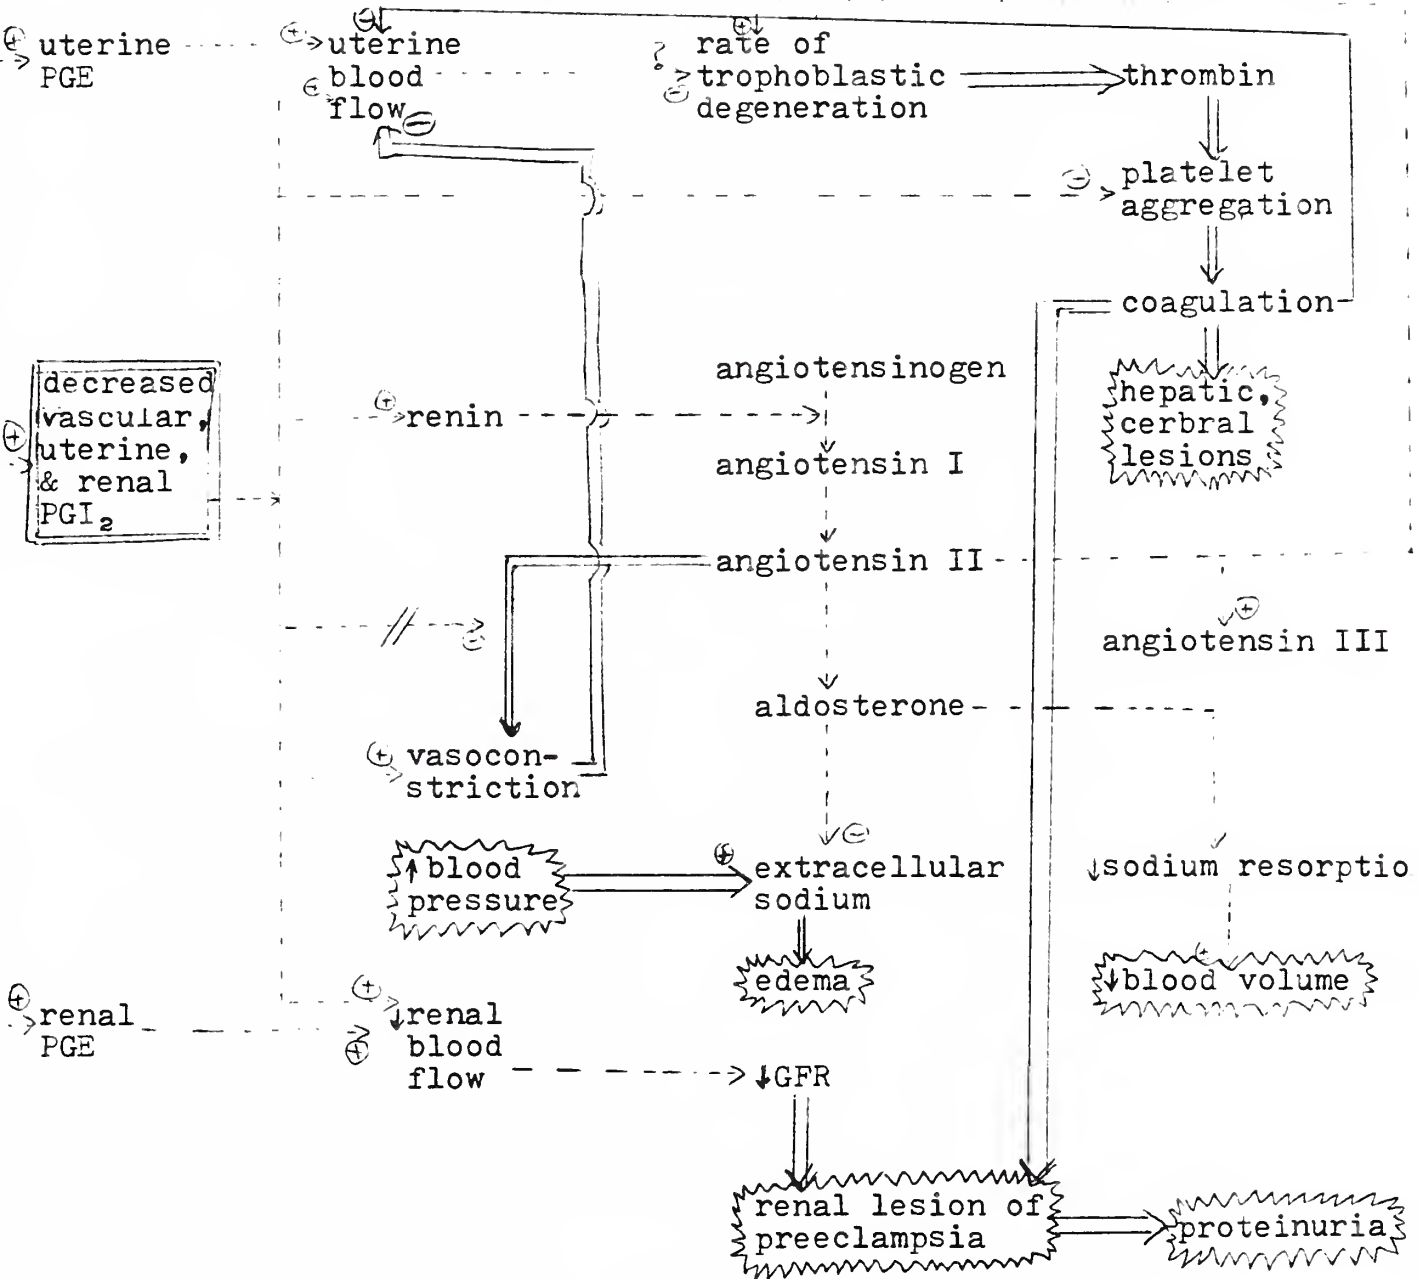 ⊕ uterine
PGE
⊕ uterine
blood
⊖ flow
⊖
⊖
⊕
rate of
? trophoblastic
⊖ degeneration
thrombin
⊖ platelet
aggregation
coagulation
hepatic,
cerbral
lesions
⊕
decreased
vascular,
uterine,
& renal
PGI₂
⊕ renin
angiotensinogen
angiotensin I
angiotensin II
⊕
angiotensin III
⊖
aldosterone
⊕ vasocon-
striction
↑ blood
pressure
⊕ ⊖
extracellular
sodium
edema
↓sodium resorptio
+
↓blood volume
⊕ renal
PGE
⊕
⊕
↓renal
blood
flow
↓GFR
renal lesion of
preeclampsia
proteinuria